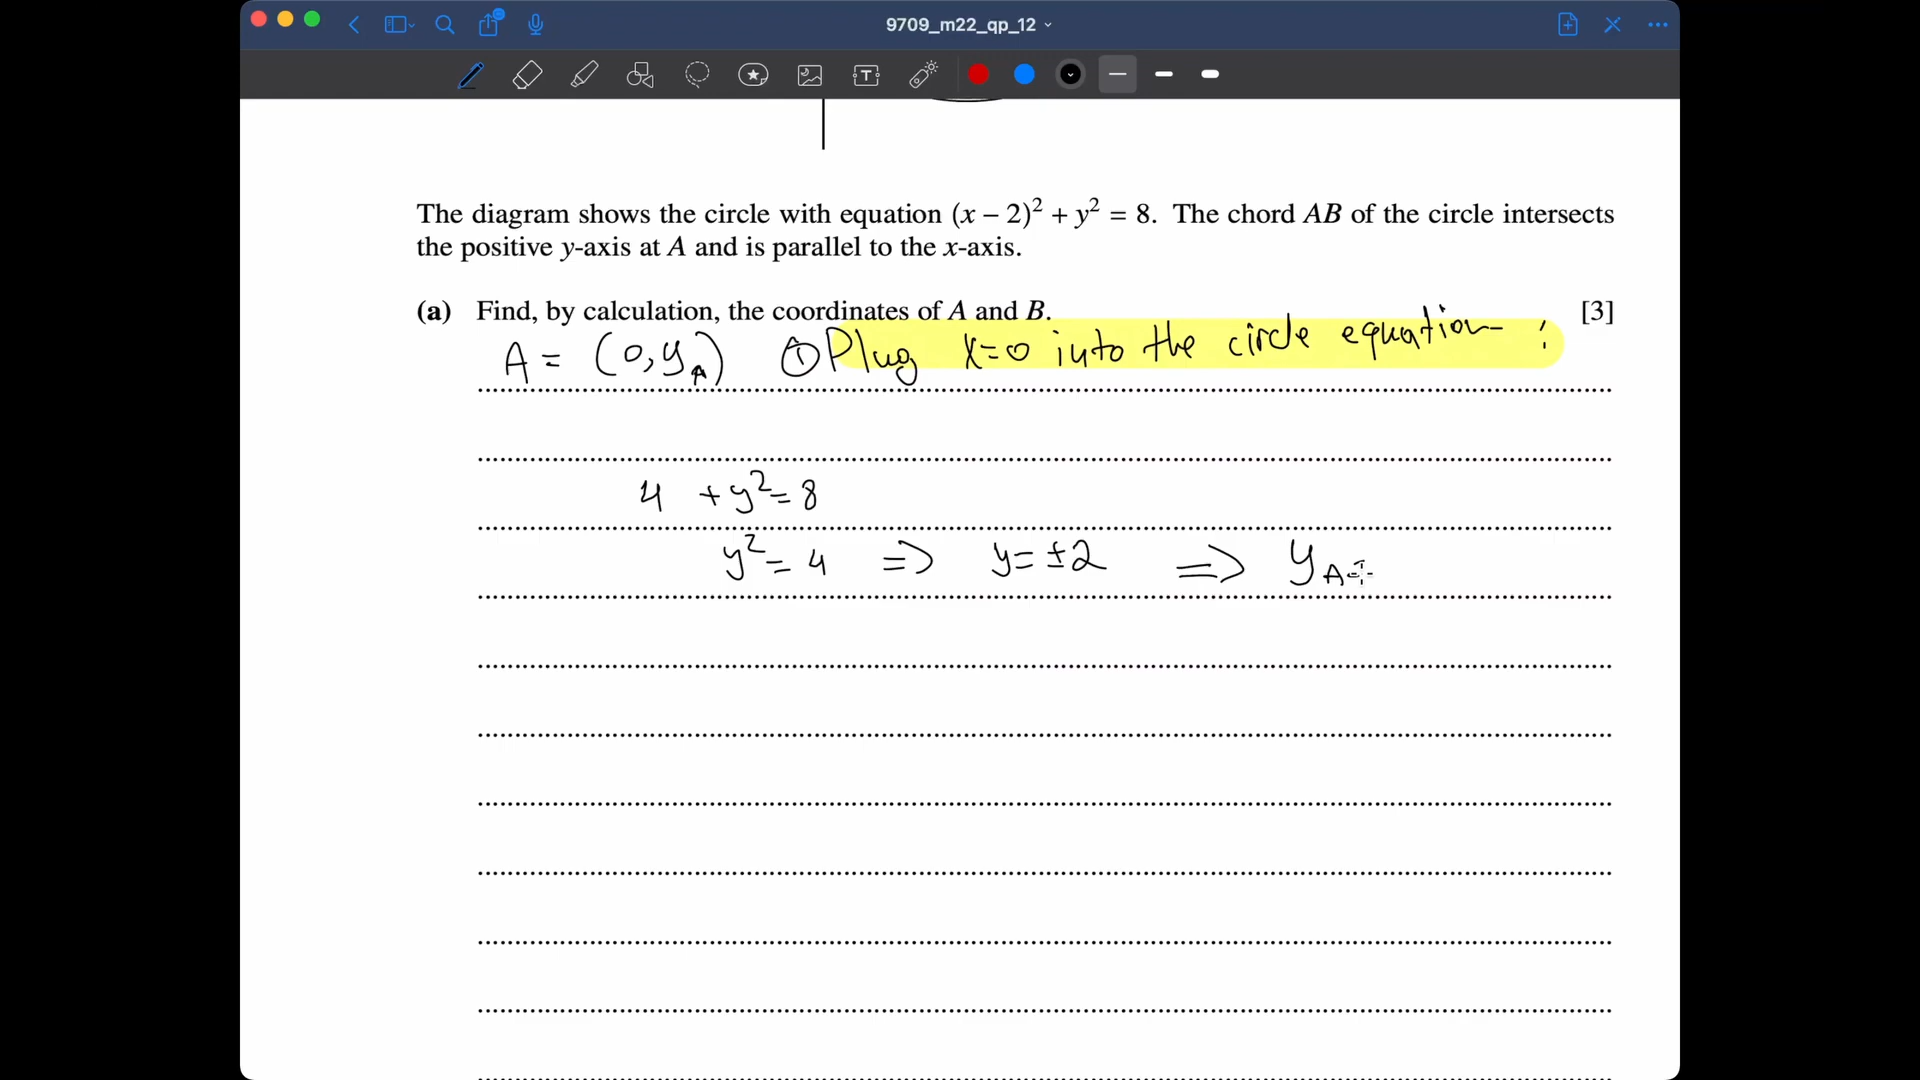 9709_m22_qp_12
The diagram shows the circle with equation (x − 2)² + y² = 8. The chord AB of the circle intersects
the positive y-axis at A and is parallel to the x-axis.
(a) Find, by calculation, the coordinates of A and B. [3]
A = (0, y_A) ① Plug x=0 into the circle equation :
4 + y² = 8
y² = 4 => y = ±2 => y_A =